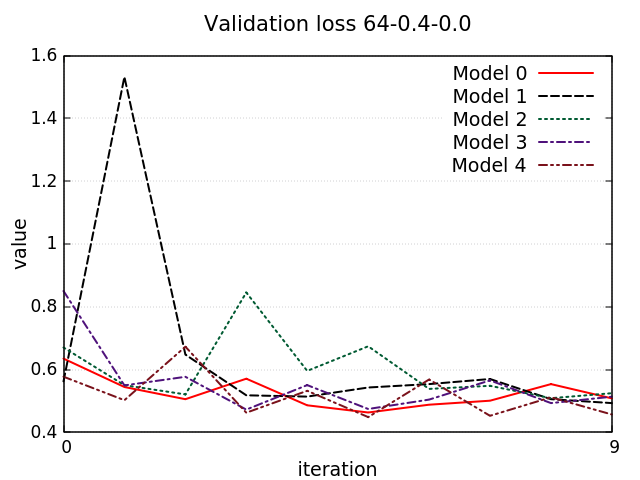 Validation loss 64-0.4-0.0
1.6
1.4
1.2
1
0.8
0.6
0.4
value
Model 0
Model 1
Model 2
Model 3
Model 4
0
9
iteration